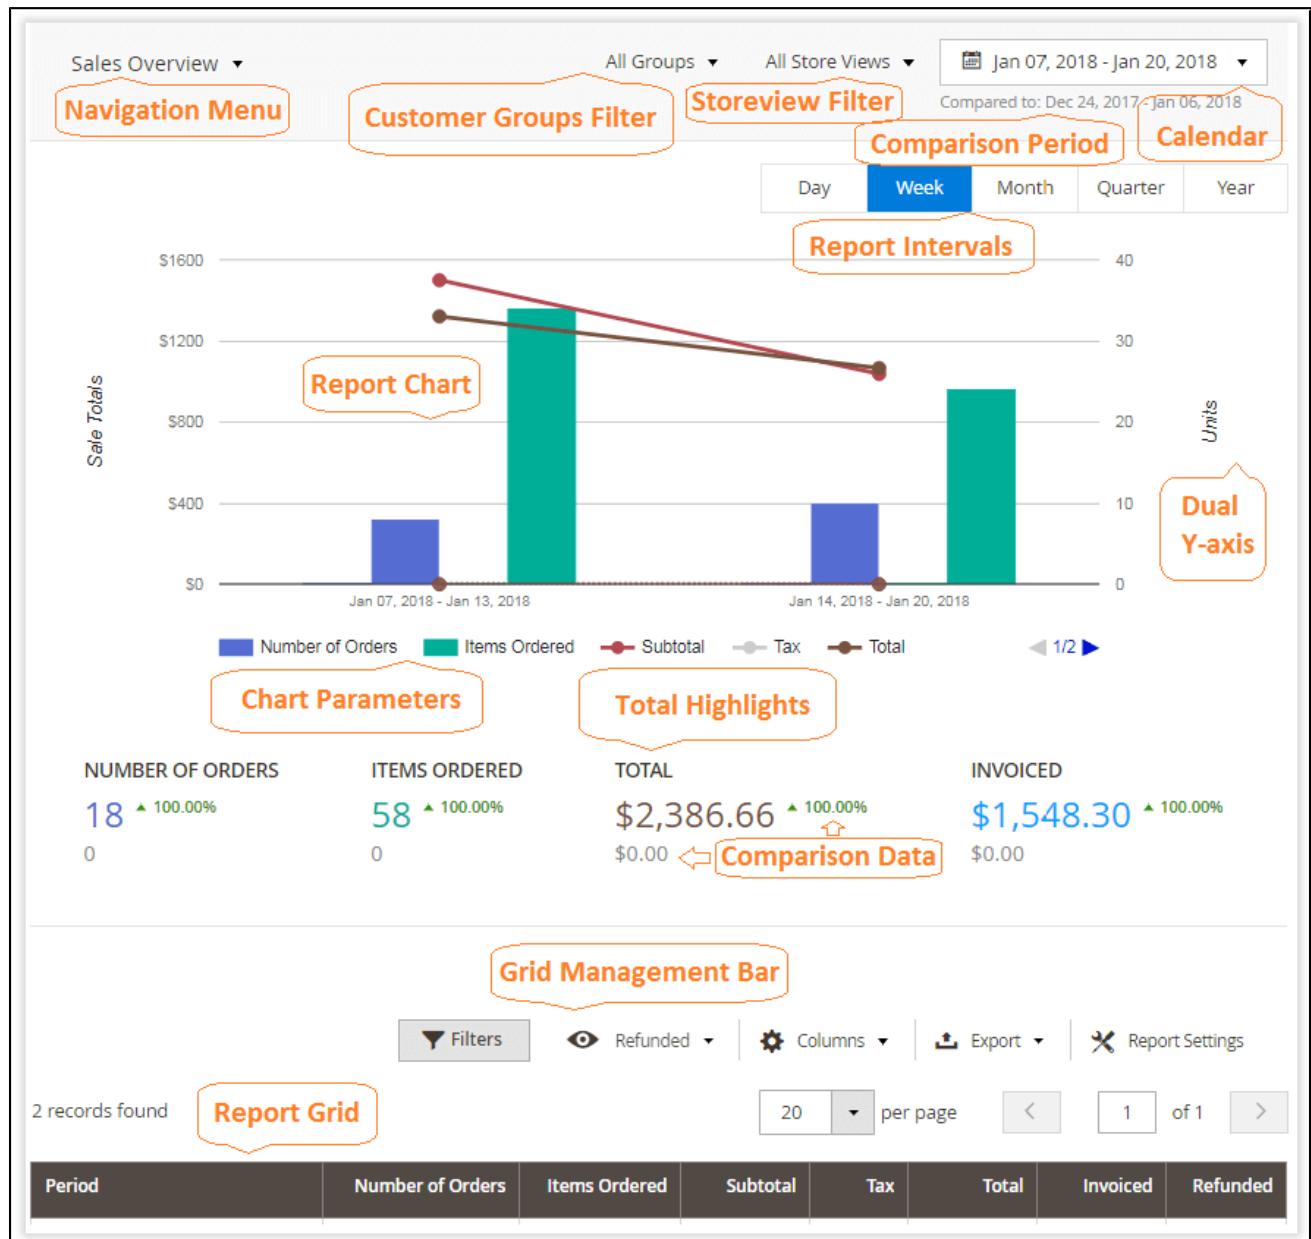 Sales Overview
All Groups
All Store Views
Jan 07, 2018 - Jan 20, 2018
Navigation Menu
Customer Groups Filter
Storeview Filter
Compared to: Dec 24, 2017 - Jan 06, 2018
Comparison Period
Calendar
Day
Week
Month
Quarter
Year
Report Intervals
$1600
40
$1200
30
Report Chart
Sale Totals
$800
20
Units
$400
10
Dual
Y-axis
$0
0
Jan 07, 2018 - Jan 13, 2018
Jan 14, 2018 - Jan 20, 2018
Number of Orders
Items Ordered
Subtotal
Tax
Total
1/2
Chart Parameters
Total Highlights
NUMBER OF ORDERS
ITEMS ORDERED
TOTAL
INVOICED
18 100.00%
58 100.00%
$2,386.66 100.00%
$1,548.30 100.00%
0
0
$0.00
Comparison Data
$0.00
Grid Management Bar
Filters
Refunded
Columns
Export
Report Settings
2 records found
Report Grid
20
per page
1
of 1
Period
Number of Orders
Items Ordered
Subtotal
Tax
Total
Invoiced
Refunded